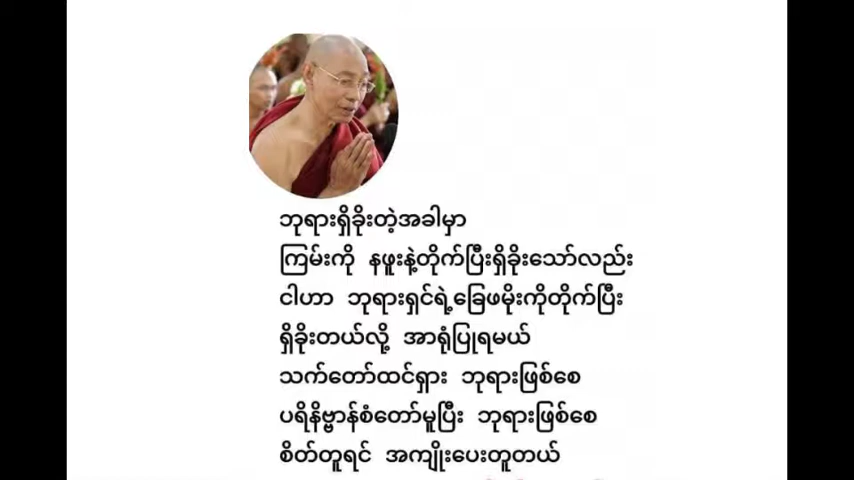 ဘုရားရှိခိုးတဲ့အခါမှာ
ကြမ်းကို နဖူးနဲ့တိုက်ပြီးရှိခိုးသော်လည်း
ငါဟာ ဘုရားရှင်ရဲ့ခြေဖမိုးကိုတိုက်ပြီး
ရှိခိုးတယ်လို့ အာရုံပြုရမယ်
သက်တော်ထင်ရှား ဘုရားဖြစ်စေ
ပရိနိဗ္ဗာန်စံတော်မူပြီး ဘုရားဖြစ်စေ
စိတ်တူရင် အကျိုးပေးတူတယ်